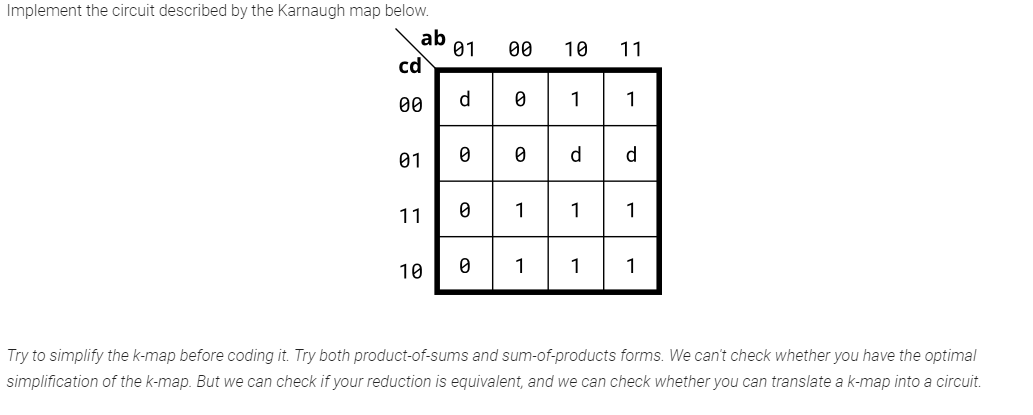 Implement the circuit described by the Karnaugh map below.
ab
01 00 10 11
cd
00 d 0 1 1
01 0 0 d d
11 0 1 1 1
10 0 1 1 1
Try to simplify the k-map before coding it. Try both product-of-sums and sum-of-products forms. We can't check whether you have the optimal
simplification of the k-map. But we can check if your reduction is equivalent, and we can check whether you can translate a k-map into a circuit.